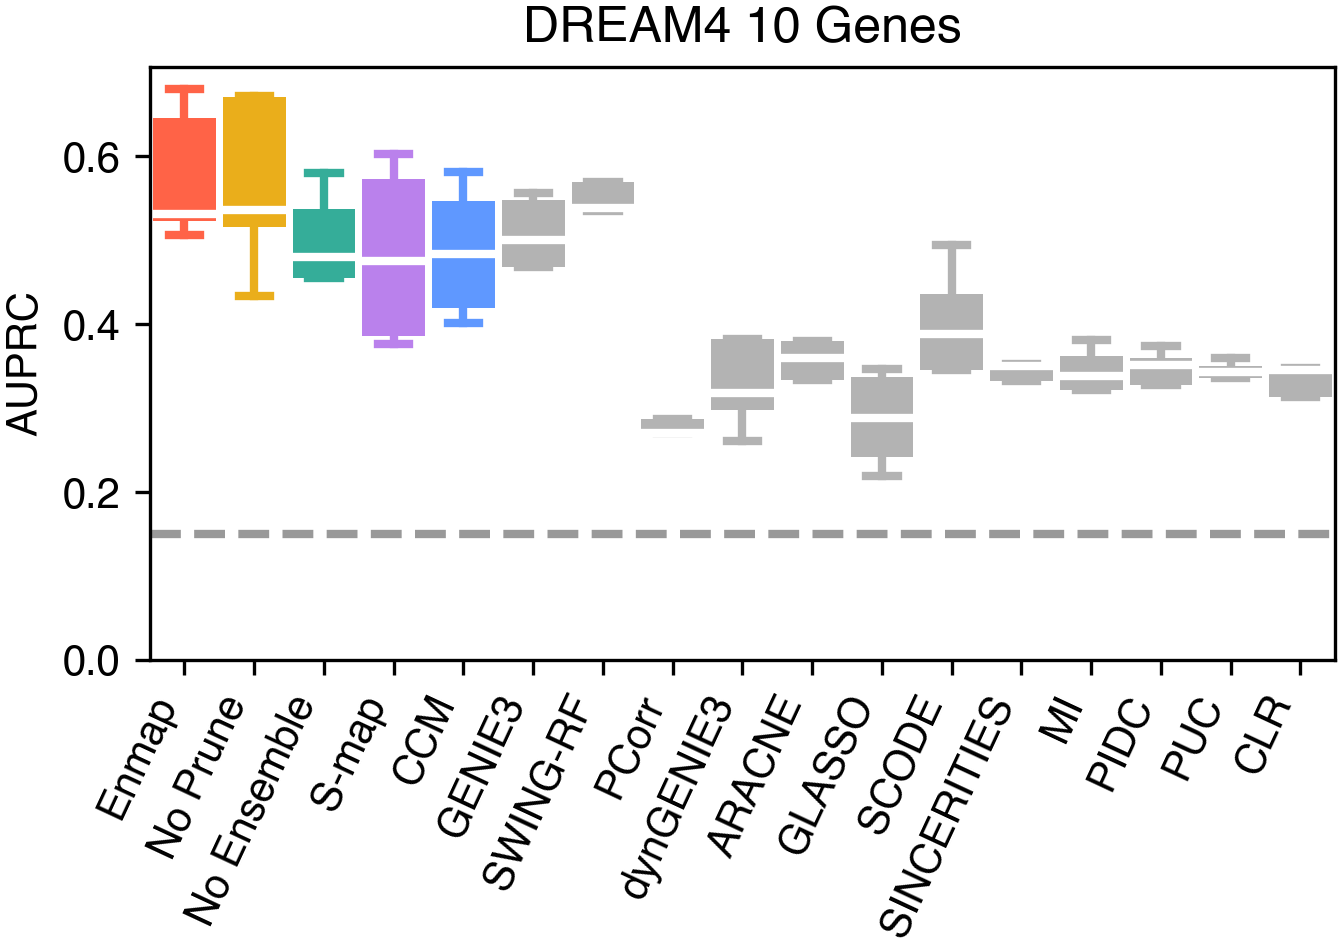 DREAM4 10 Genes
AUPRC
0.6
0.4
0.2
0.0
Enmap
No Prune
No Ensemble
S-map
CCM
GENIE3
SWING-RF
PCorr
dynGENIE3
ARACNE
GLASSO
SCODE
SINCERITIES
MI
PIDC
PUC
CLR